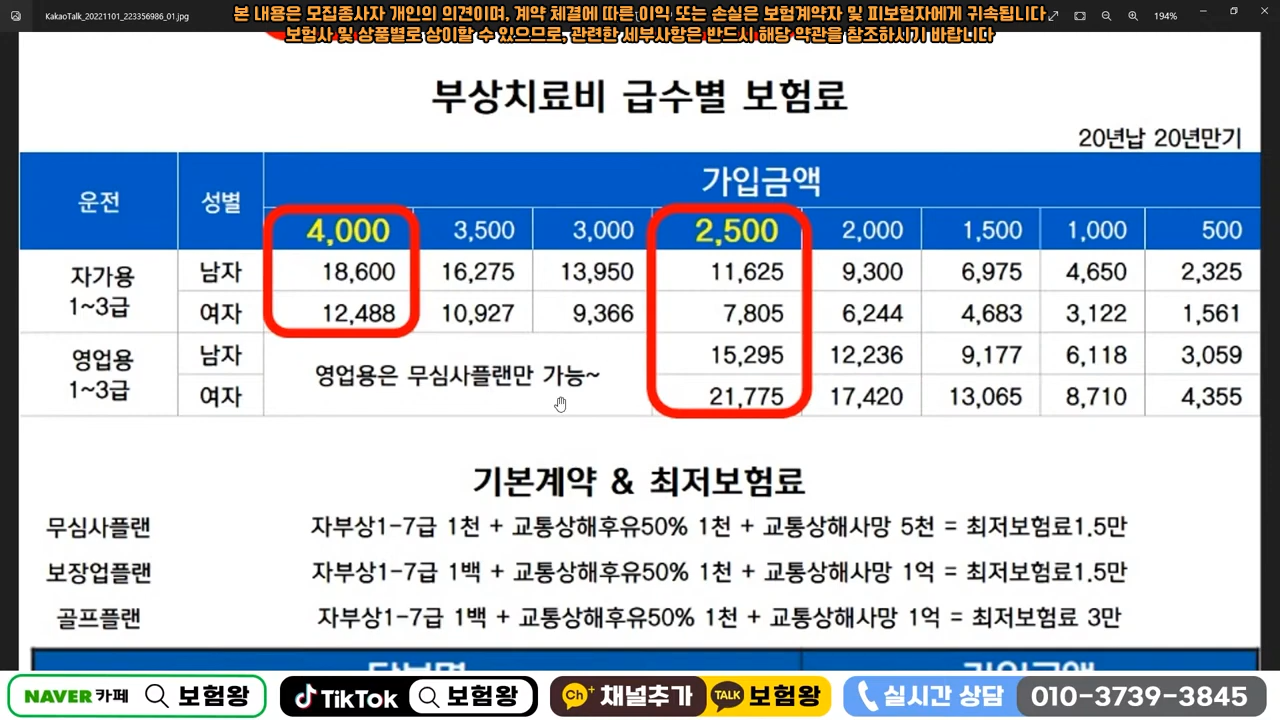 KakaoTalk_20221101_223356986_01.jpg
본 내용은 모집종사자 개인의 의견이며, 계약 체결에 따른 이익 또는 손실은 보험계약자 및 피보험자에게 귀속됩니다
194%
보험사 및 상품별로 상이할 수 있으므로, 관련한 세부사항은 반드시 해당 약관을 참조하시기 바랍니다
부상치료비 급수별 보험료
20년납 20년만기
운전 성별 가입금액
4,000 3,500 3,000 2,500 2,000 1,500 1,000 500
자가용 1~3급 남자 18,600 16,275 13,950 11,625 9,300 6,975 4,650 2,325
여자 12,488 10,927 9,366 7,805 6,244 4,683 3,122 1,561
영업용 1~3급 남자 영업용은 무심사플랜만 가능~ 15,295 12,236 9,177 6,118 3,059
여자 21,775 17,420 13,065 8,710 4,355
기본계약 & 최저보험료
무심사플랜 자부상1-7급 1천 + 교통상해후유50% 1천 + 교통상해사망 5천 = 최저보험료1.5만
보장업플랜 자부상1-7급 1백 + 교통상해후유50% 1천 + 교통상해사망 1억 = 최저보험료1.5만
골프플랜 자부상1-7급 1백 + 교통상해후유50% 1천 + 교통상해사망 1억 = 최저보험료 3만
NAVER 카페 보험왕
TikTok 보험왕
Ch+ 채널추가 TALK 보험왕
실시간 상담 010-3739-3845